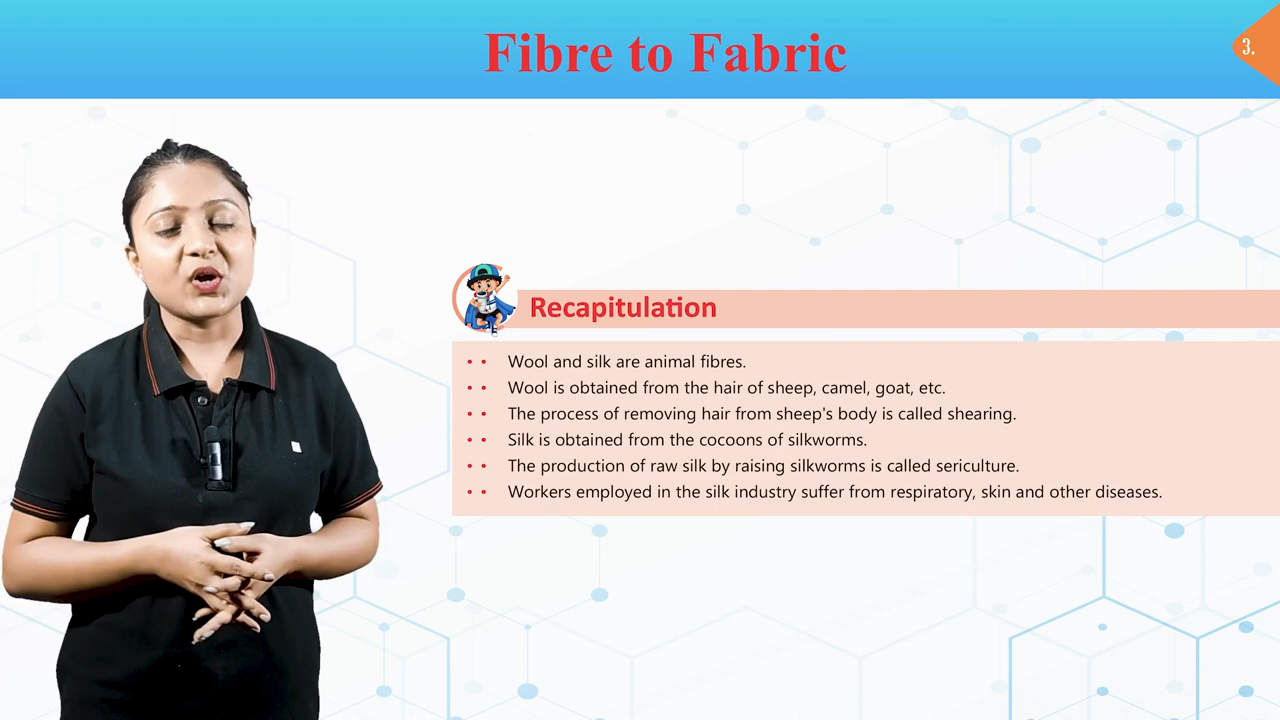 Fibre to Fabric
3.
Recapitulation
• • Wool and silk are animal fibres.
• • Wool is obtained from the hair of sheep, camel, goat, etc.
• • The process of removing hair from sheep's body is called shearing.
• • Silk is obtained from the cocoons of silkworms.
• • The production of raw silk by raising silkworms is called sericulture.
• • Workers employed in the silk industry suffer from respiratory, skin and other diseases.